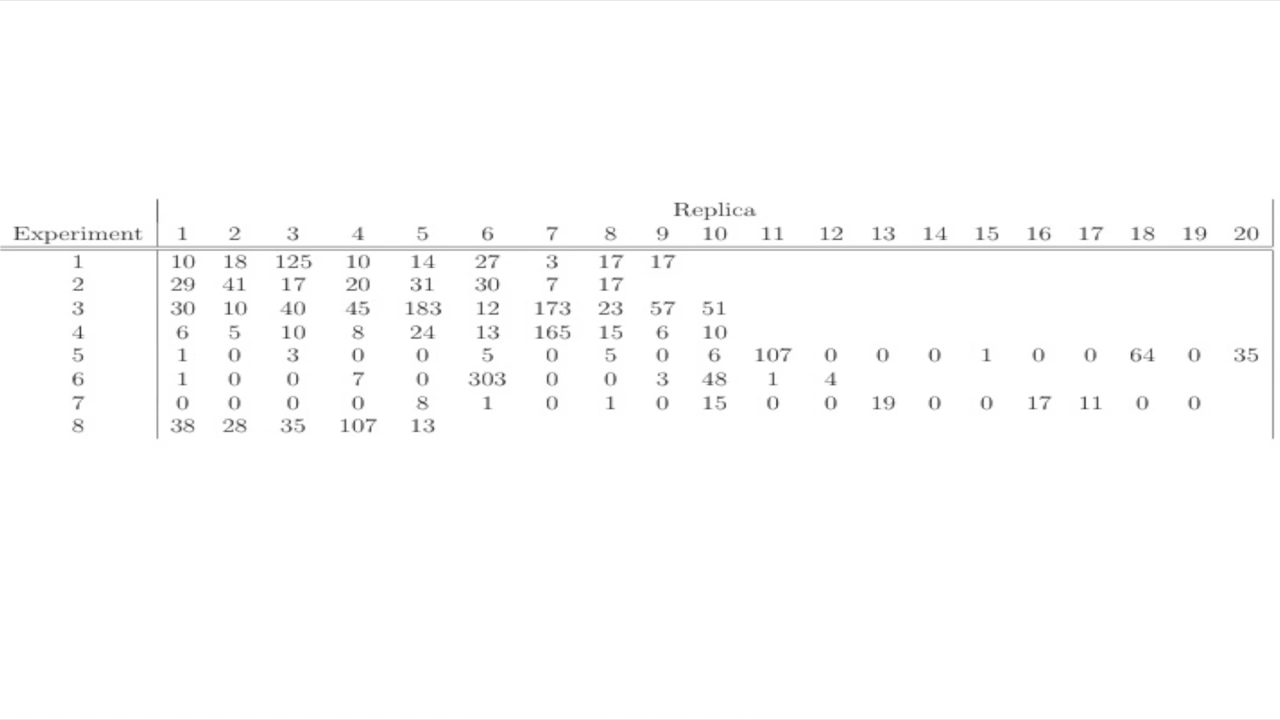 Replica
Experiment 1 2 3 4 5 6 7 8 9 10 11 12 13 14 15 16 17 18 19 20
1 10 18 125 10 14 27 3 17 17
2 29 41 17 20 31 30 7 17
3 30 10 40 45 183 12 173 23 57 51
4 6 5 10 8 24 13 165 15 6 10
5 1 0 3 0 0 5 0 5 0 6 107 0 0 0 1 0 0 64 0 35
6 1 0 0 7 0 303 0 0 3 48 1 4
7 0 0 0 0 8 1 0 1 0 15 0 0 19 0 0 17 11 0 0
8 38 28 35 107 13